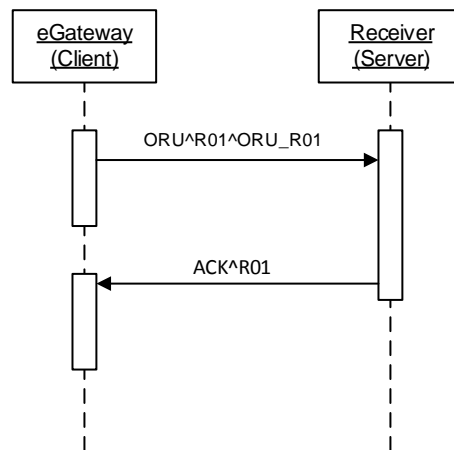 eGateway
(Client)
Receiver
(Server)
ORU^R01^ORU_R01
ACK^R01